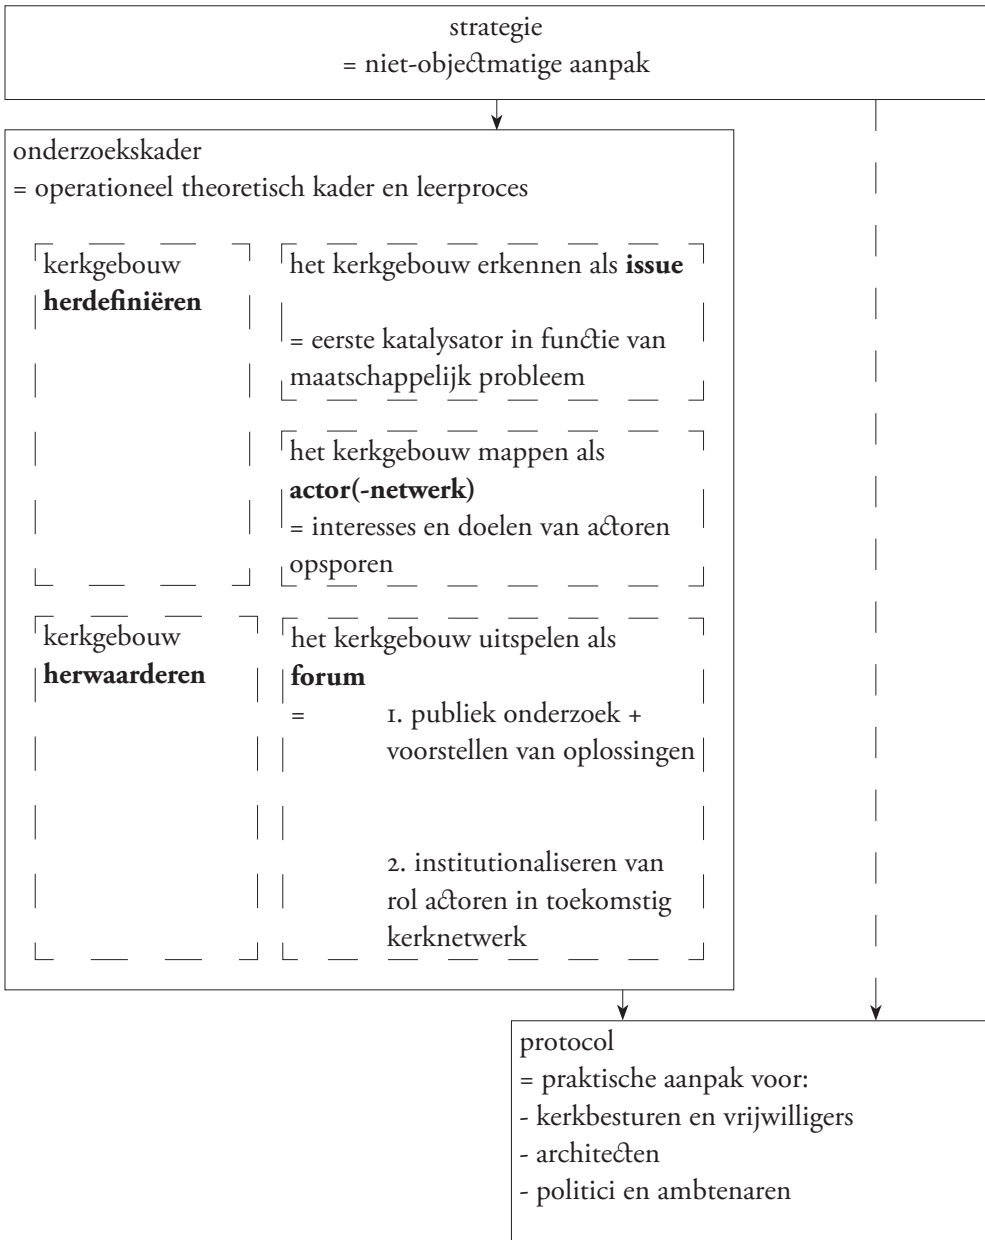 strategie
= niet-objectmatige aanpak
onderzoekskader
= operationeel theoretisch kader en leerproces
kerkgebouw
herdefiniëren
het kerkgebouw erkennen als issue
= eerste katalysator in functie van
maatschappelijk probleem
het kerkgebouw mappen als
actor(-netwerk)
= interesses en doelen van actoren
opsporen
kerkgebouw
herwaarderen
het kerkgebouw uitspelen als
forum
= 1. publiek onderzoek +
voorstellen van oplossingen
2. institutionaliseren van
rol actoren in toekomstig
kerknetwerk
protocol
= praktische aanpak voor:
- kerkbesturen en vrijwilligers
- architecten
- politici en ambtenaren